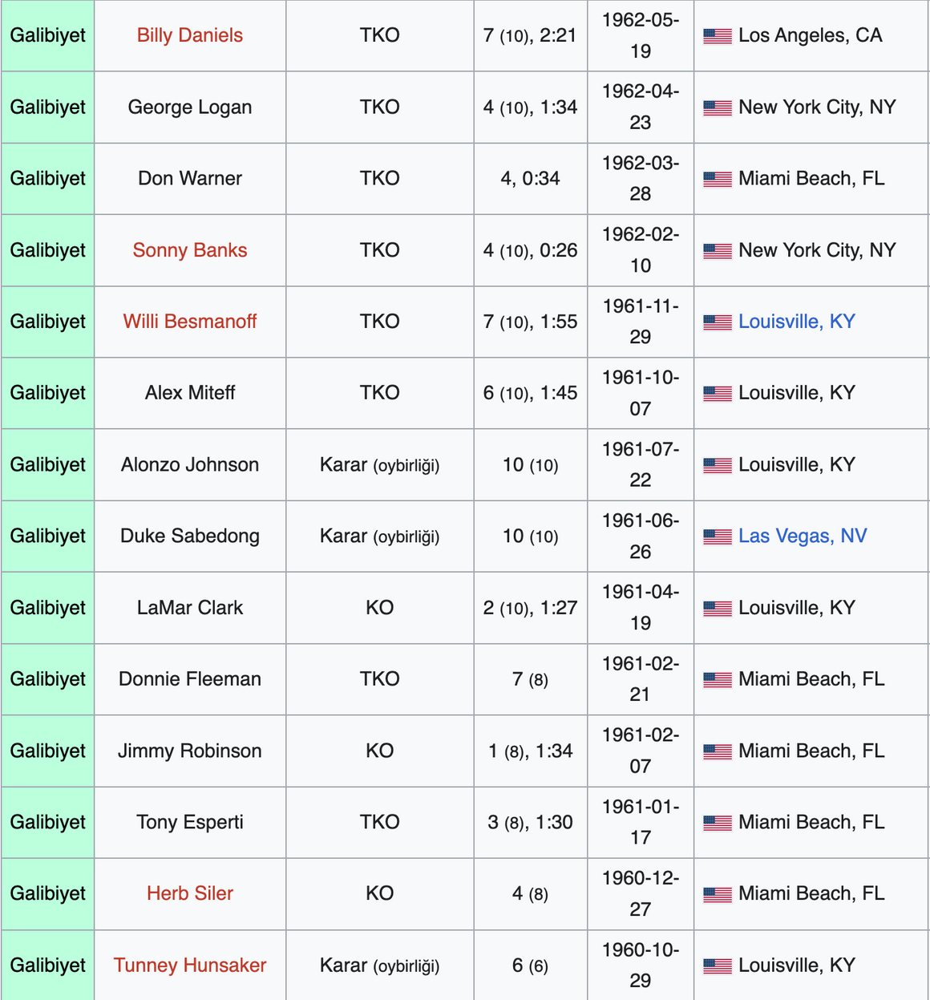 Galibiyet Billy Daniels TKO 7 (10), 2:21 1962-05-19 Los Angeles, CA
Galibiyet George Logan TKO 4 (10), 1:34 1962-04-23 New York City, NY
Galibiyet Don Warner TKO 4, 0:34 1962-03-28 Miami Beach, FL
Galibiyet Sonny Banks TKO 4 (10), 0:26 1962-02-10 New York City, NY
Galibiyet Willi Besmanoff TKO 7 (10), 1:55 1961-11-29 Louisville, KY
Galibiyet Alex Miteff TKO 6 (10), 1:45 1961-10-07 Louisville, KY
Galibiyet Alonzo Johnson Karar (oybirliği) 10 (10) 1961-07-22 Louisville, KY
Galibiyet Duke Sabedong Karar (oybirliği) 10 (10) 1961-06-26 Las Vegas, NV
Galibiyet LaMar Clark KO 2 (10), 1:27 1961-04-19 Louisville, KY
Galibiyet Donnie Fleeman TKO 7 (8) 1961-02-21 Miami Beach, FL
Galibiyet Jimmy Robinson KO 1 (8), 1:34 1961-02-07 Miami Beach, FL
Galibiyet Tony Esperti TKO 3 (8), 1:30 1961-01-17 Miami Beach, FL
Galibiyet Herb Siler KO 4 (8) 1960-12-27 Miami Beach, FL
Galibiyet Tunney Hunsaker Karar (oybirliği) 6 (6) 1960-10-29 Louisville, KY